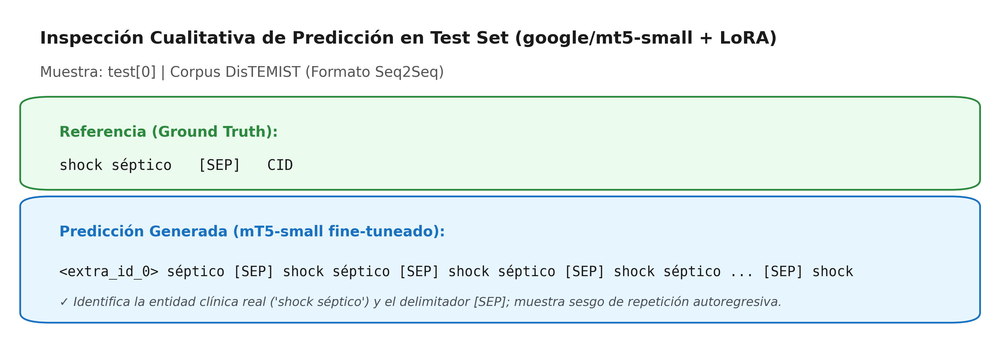 Inspección Cualitativa de Predicción en Test Set (google/mt5-small + LoRA)
Muestra: test[0] | Corpus DisTEMIST (Formato Seq2Seq)
Referencia (Ground Truth):
shock séptico   [SEP]   CID
Predicción Generada (mT5-small fine-tuneado):
<extra_id_0> séptico [SEP] shock séptico [SEP] shock séptico [SEP] shock séptico ... [SEP] shock
✓ Identifica la entidad clínica real ('shock séptico') y el delimitador [SEP]; muestra sesgo de repetición autoregresiva.